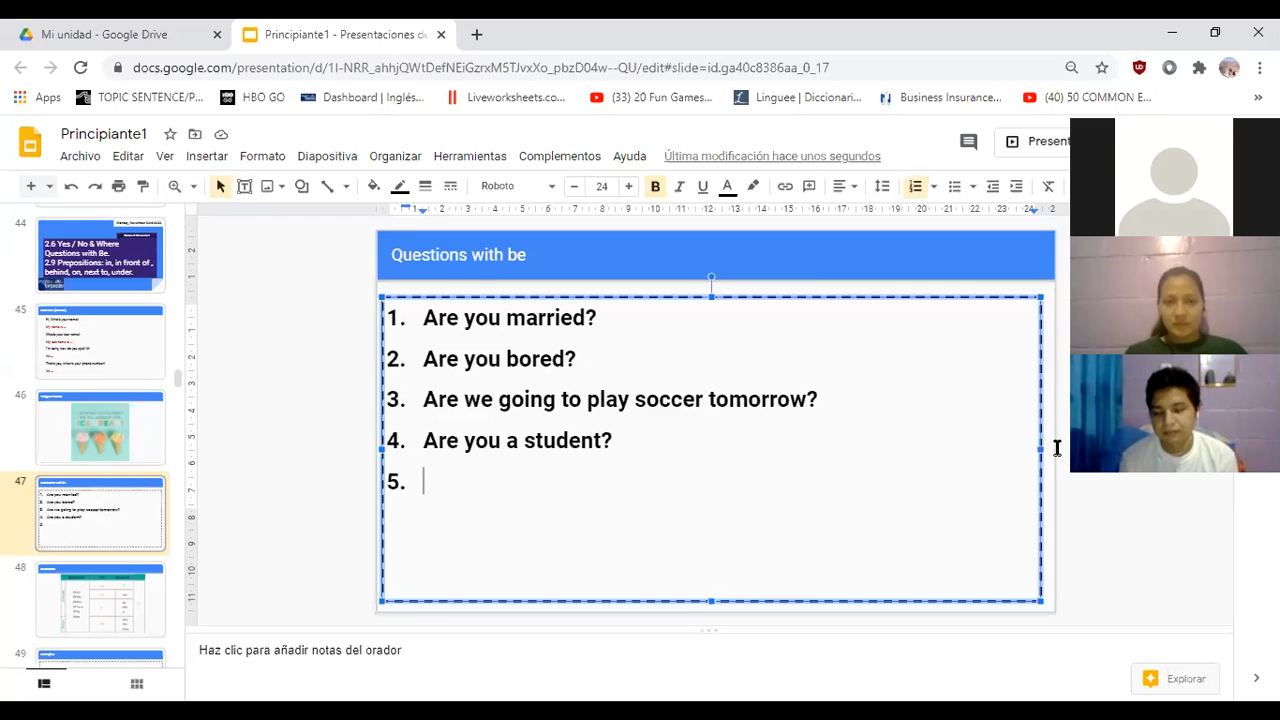 Mi unidad - Google Drive
Principiante1 - Presentaciones de
docs.google.com/presentation/d/1I-NRR_ahhjQWtDefNEiGzrxM5TJvxXo_pbzD04w--QU/edit#slide=id.ga40c8386aa_0_17
Apps
TOPIC SENTENCE/P...
HBO GO
Dashboard | Inglés...
Liveworksheets.co...
(33) 20 Fun Games...
Linguee | Diccionari...
Business Insurance...
(40) 50 COMMON E...
Principiante1
Presen
Archivo Editar Ver Insertar Formato Diapositiva Organizar Herramientas Complementos Ayuda Última modificación hace unos segundos
Roboto
24
44
2.6 Yes / No & Where
Questions with Be.
2.9 Prepositions: in, in front of,
behind, on, next to, under.
45
46
47
48
49
Questions with be
1. Are you married?
2. Are you bored?
3. Are we going to play soccer tomorrow?
4. Are you a student?
5.
Haz clic para añadir notas del orador
Explorar